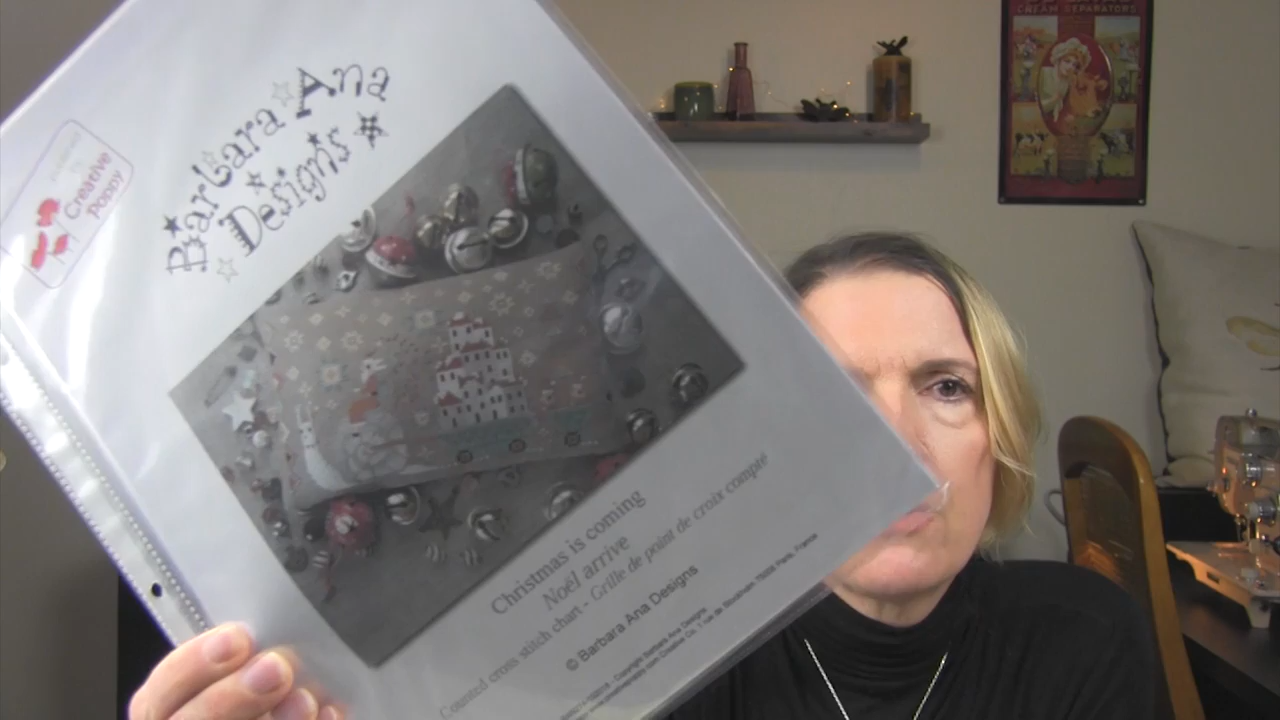 Creative
Poppy
Barbara Ana
Designs
Christmas is coming
Noël arrive
Counted cross stitch chart - Grille de point de croix compté
© Barbara Ana Designs
CREAM SEPARATORS